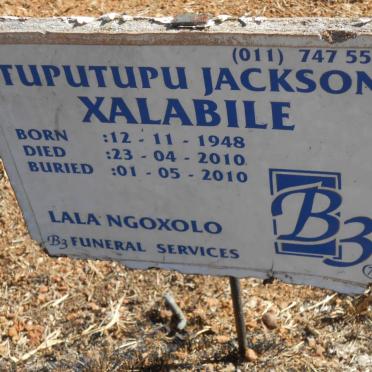 (011) 747 55
TUPUTUPU JACKSON
XALABILE
BORN :12 - 11 - 1948
DIED :23 - 04 - 2010
BURIED :01 - 05 - 2010
LALA NGOXOLO
B3 FUNERAL SERVICES
B3